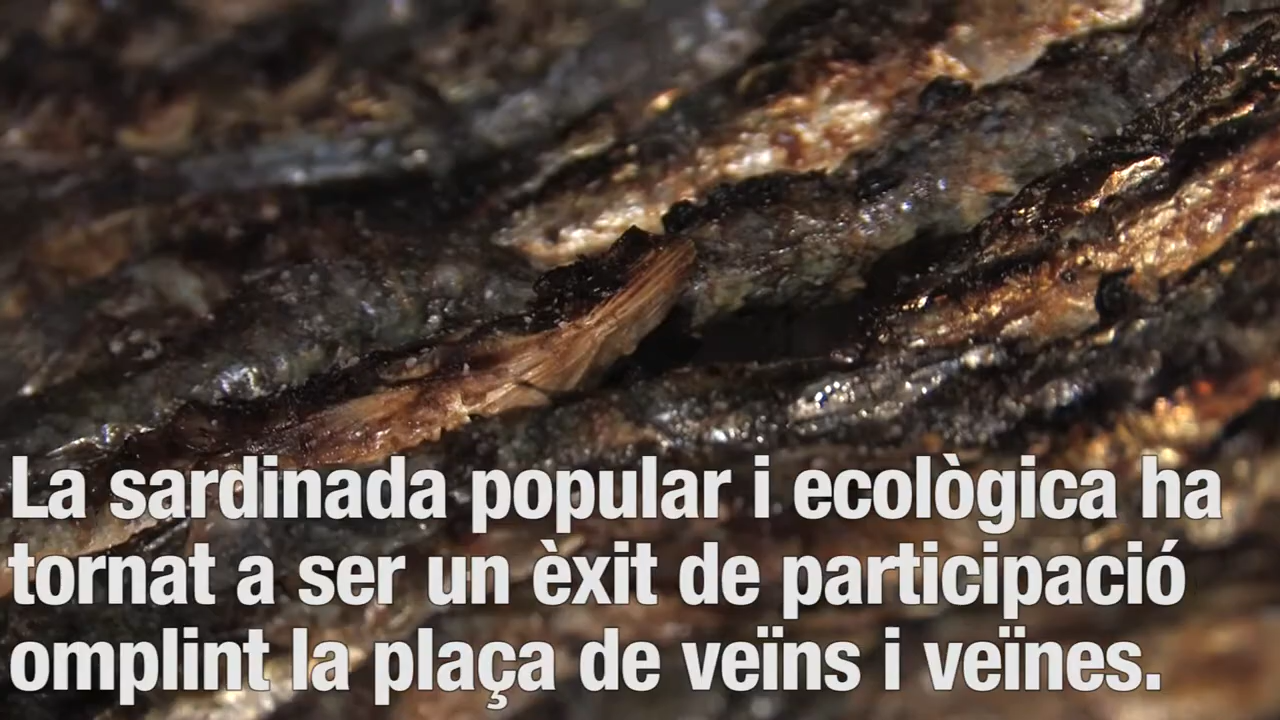 La sardinada popular i ecològica ha
tornat a ser un èxit de participació
omplint la plaça de veïns i veïnes.